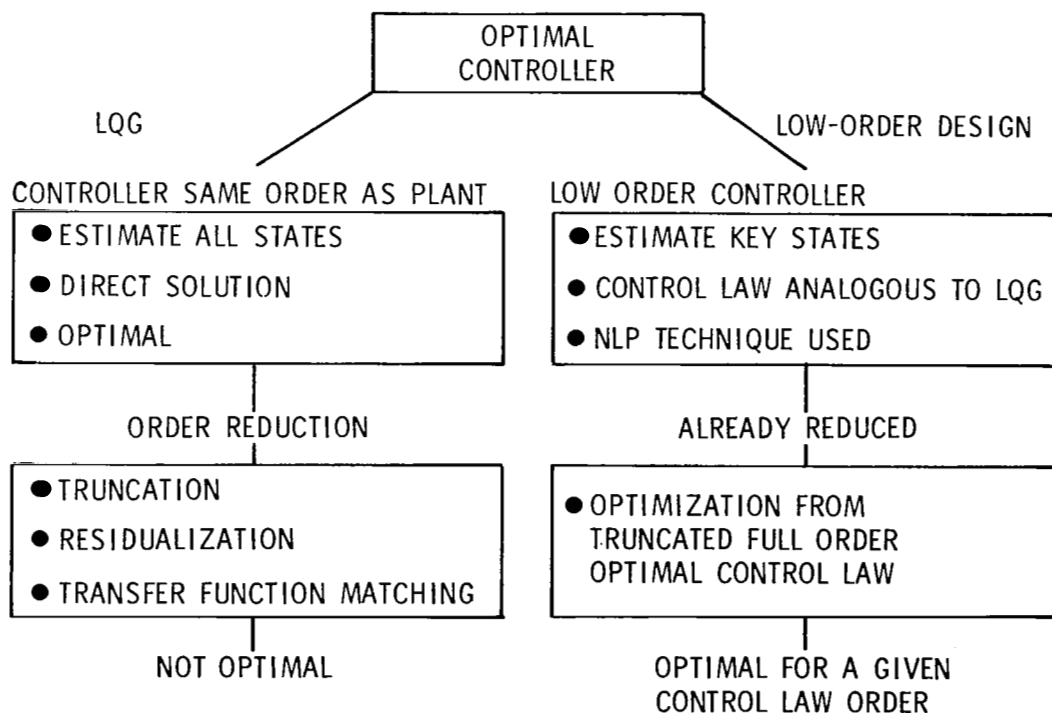 OPTIMAL
CONTROLLER
LQG
LOW-ORDER DESIGN
CONTROLLER SAME ORDER AS PLANT
● ESTIMATE ALL STATES
● DIRECT SOLUTION
● OPTIMAL
ORDER REDUCTION
● TRUNCATION
● RESIDUALIZATION
● TRANSFER FUNCTION MATCHING
NOT OPTIMAL
LOW ORDER CONTROLLER
● ESTIMATE KEY STATES
● CONTROL LAW ANALOGOUS TO LQG
● NLP TECHNIQUE USED
ALREADY REDUCED
● OPTIMIZATION FROM
TRUNCATED FULL ORDER
OPTIMAL CONTROL LAW
OPTIMAL FOR A GIVEN
CONTROL LAW ORDER